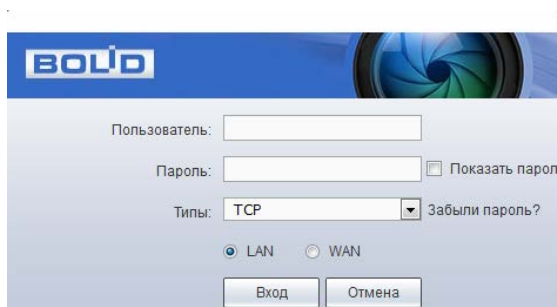 BOLID
Пользователь:
Пароль: Показать парол
Типы: TCP Забыли пароль?
LAN WAN
Вход Отмена